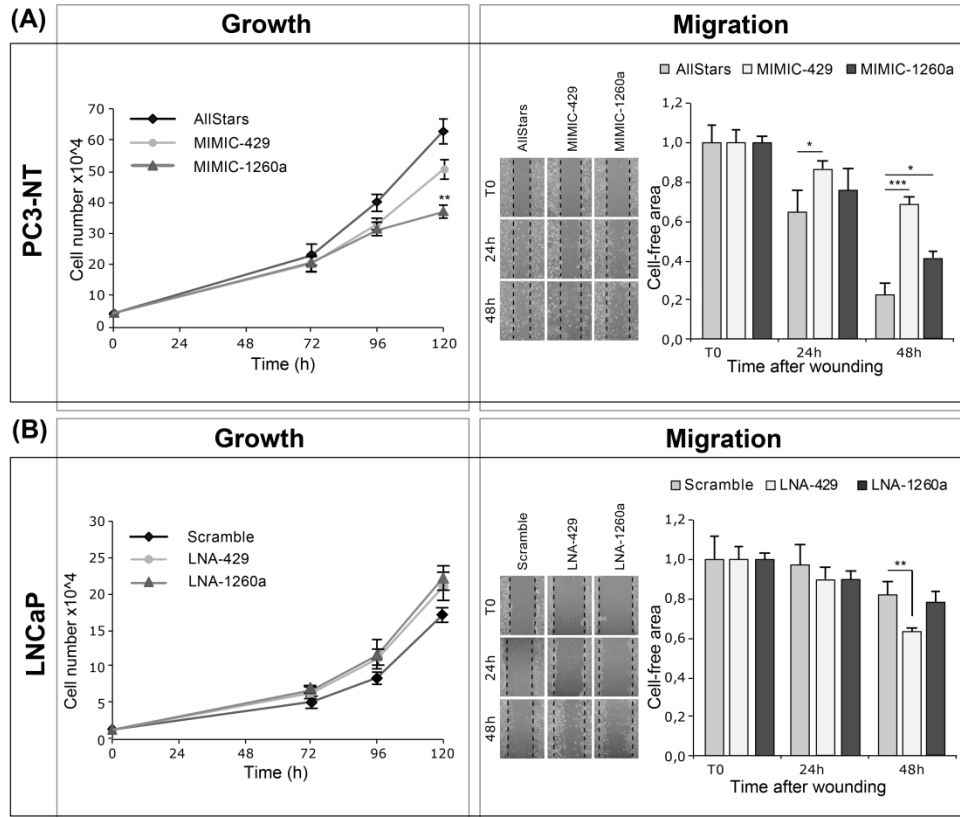 (A)
Growth
Migration
PC3-NT
AllStars
MIMIC-429
MIMIC-1260a
**
Cell number x10^4
70
60
50
40
30
20
10
0
0 24 48 72 96 120
Time (h)
AllStars MIMIC-429 MIMIC-1260a
T0
24h
48h
AllStars MIMIC-429 MIMIC-1260a
* *** *
Cell-free area
1,2
1,0
0,8
0,6
0,4
0,2
0,0
T0 24h 48h
Time after wounding
(B)
Growth
Migration
LNCaP
Scramble
LNA-429
LNA-1260a
Cell number x10^4
30
25
20
15
10
5
0
0 24 48 72 96 120
Time (h)
Scramble LNA-429 LNA-1260a
T0
24h
48h
Scramble LNA-429 LNA-1260a
**
Cell-free area
1,2
1,0
0,8
0,6
0,4
0,2
0,0
T0 24h 48h
Time after wounding